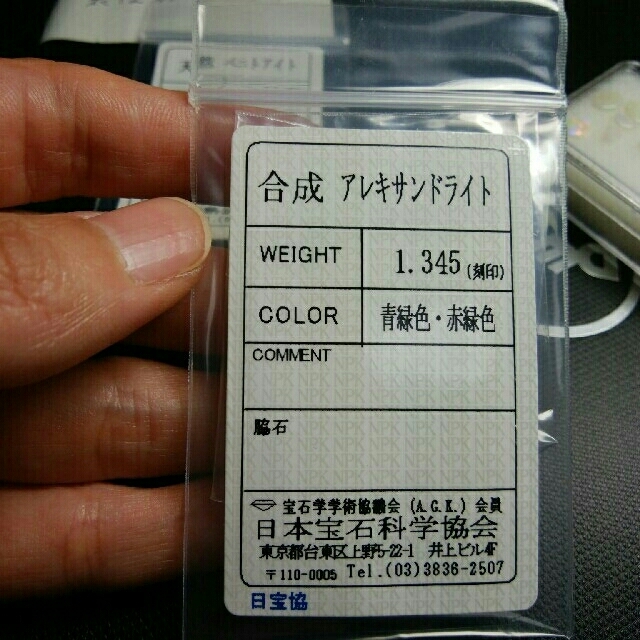 合成 アレキサンドライト
WEIGHT 1.345 (刻印)
COLOR 青緑色・赤緑色
COMMENT
脇石
宝石学学術協議会 (A.G.K.) 会員
日本宝石科学協会
東京都台東区上野5-22-1 井上ビル4F
〒110-0005 Tel.(03)3836-2507
日宝協